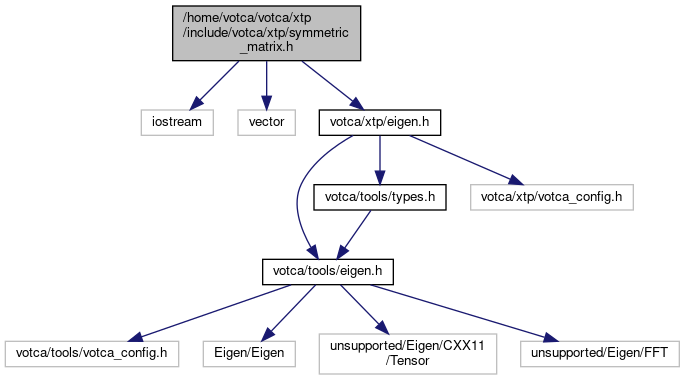 /home/votca/votca/xtp
/include/votca/xtp/symmetric
_matrix.h
iostream
vector
votca/xtp/eigen.h
votca/tools/types.h
votca/xtp/votca_config.h
votca/tools/eigen.h
votca/tools/votca_config.h
Eigen/Eigen
unsupported/Eigen/CXX11
/Tensor
unsupported/Eigen/FFT